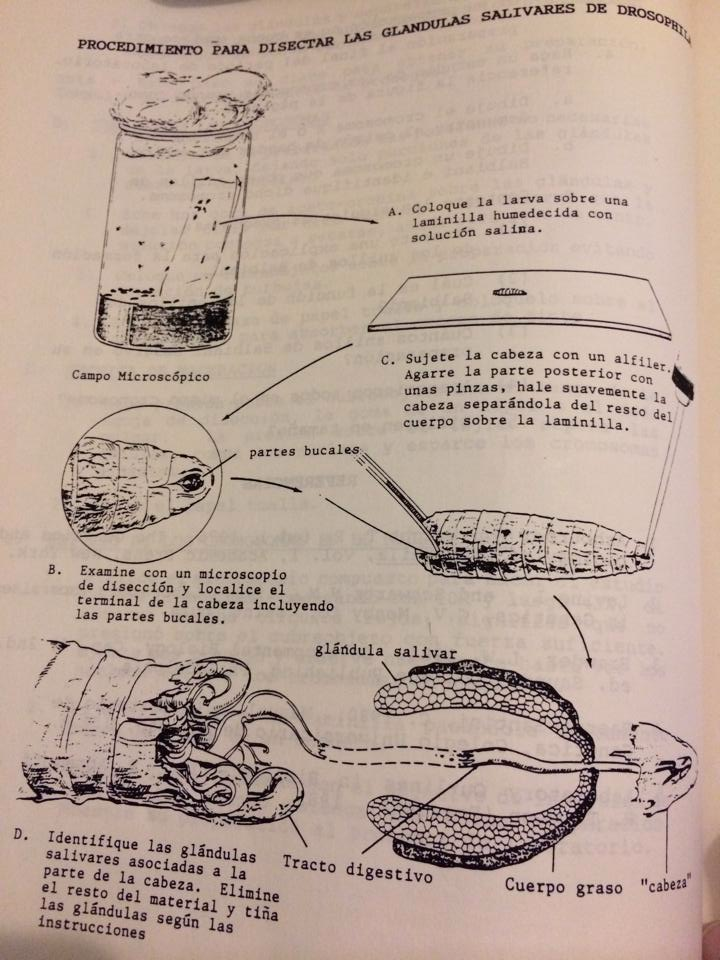 PROCEDIMIENTO PARA DISECTAR LAS GLANDULAS SALIVARES DE DROSOPHILA
A. Coloque la larva sobre una
laminilla humedecida con
solución salina.
Campo Microscópico
C. Sujete la cabeza con un alfiler.
Agarre la parte posterior con
unas pinzas, hale suavemente la
cabeza separándola del resto del
cuerpo sobre la laminilla.
partes bucales
B. Examine con un microscopio
de disección y localice el
terminal de la cabeza incluyendo
las partes bucales.
glándula salivar
D. Identifique las glándulas
salivares asociadas a la
parte de la cabeza. Elimine
el resto del material y tiña
las glándulas según las
instrucciones
Tracto digestivo
Cuerpo graso
"cabeza"